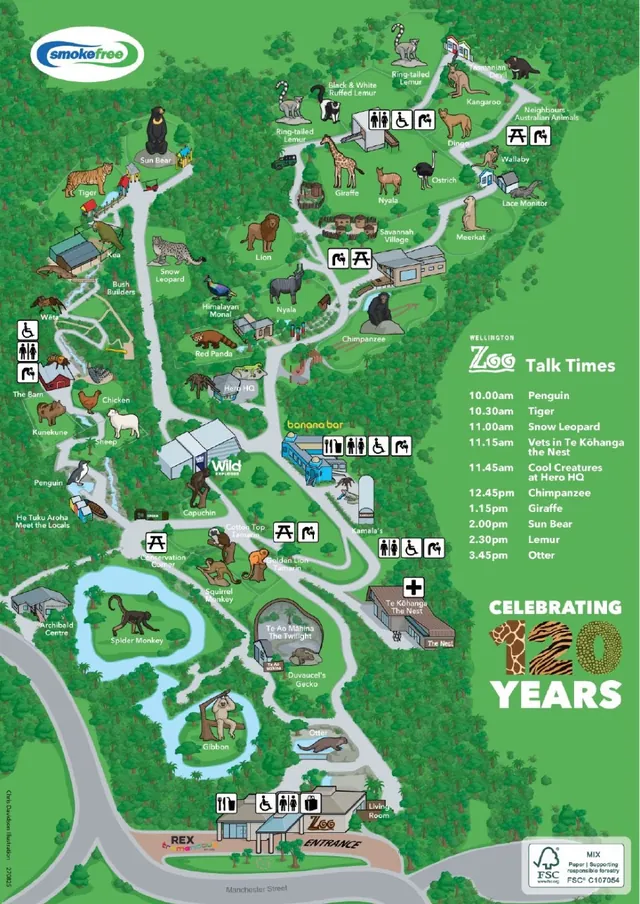 smokefree
Ring-tailed
Lemur
Tasmanian
Devil
Black & White
Ruffed Lemur
Kangaroo
Neighbours
Australian Animals
Ring-tailed
Lemur
Dingo
Sun Bear
Wallaby
Tiger
Giraffe
Nyala
Ostrich
Lace Monitor
Kea
Lion
Savannah
Village
Meerkat
Snow
Leopard
Bush
Builders
Himalayan
Monal
Nyala
Wētā
Chimpanzee
Red Panda
WELLINGTON
ZOO Talk Times
10.00am Penguin
10.30am Tiger
11.00am Snow Leopard
11.15am Vets in Te Kōhanga
the Nest
11.45am Cool Creatures
at Hero HQ
12.45pm Chimpanzee
1.15pm Giraffe
2.00pm Sun Bear
2.30pm Lemur
3.45pm Otter
Hero HQ
The Barn
Chicken
Kunekune
Sheep
banana bar
Wild
Penguin
Capuchin
He Tuku Aroha
Meet the Locals
Kamala's
Cotton Top
Tamarin
Conservation
Corner
Golden Lion
Tamarin
Squirrel
Monkey
Te Kōhanga
The Nest
The Nest
Archibald
Centre
Spider Monkey
Te Ao Māhina
The Twilight
Duvaucel's
Gecko
CELEBRATING
120
YEARS
Gibbon
Otter
Living
Room
ZOO
REX
ENTRANCE
Manchester Street
Chris Davidson Illustration
FSC
www.fsc.org
MIX
Paper | Supporting
responsible forestry
FSC® C107054